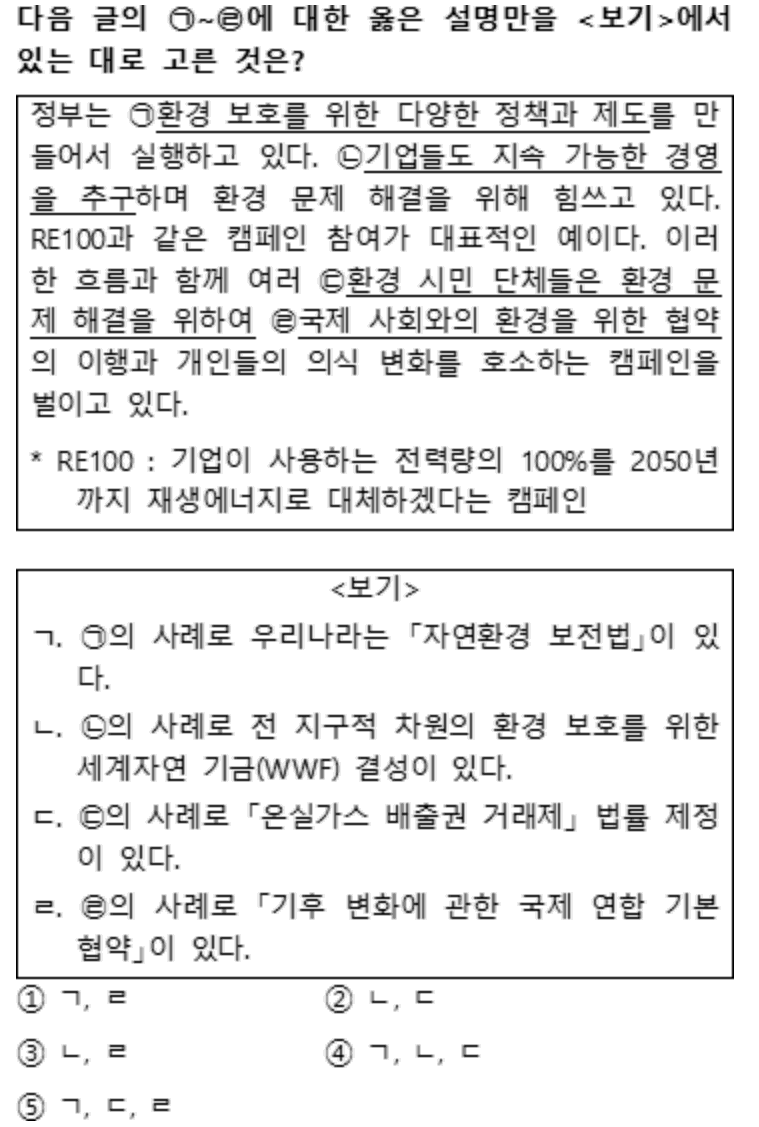 다음 글의 ㉠~㉣에 대한 옳은 설명만을 <보기>에서
있는 대로 고른 것은?
정부는 ㉠환경 보호를 위한 다양한 정책과 제도를 만
들어서 실행하고 있다. ㉡기업들도 지속 가능한 경영
을 추구하며 환경 문제 해결을 위해 힘쓰고 있다.
RE100과 같은 캠페인 참여가 대표적인 예이다. 이러
한 흐름과 함께 여러 ㉢환경 시민 단체들은 환경 문
제 해결을 위하여 ㉣국제 사회와의 환경을 위한 협약
의 이행과 개인들의 의식 변화를 호소하는 캠페인을
벌이고 있다.
* RE100 : 기업이 사용하는 전력량의 100%를 2050년
까지 재생에너지로 대체하겠다는 캠페인
<보기>
ㄱ. ㉠의 사례로 우리나라는 「자연환경 보전법」이 있
다.
ㄴ. ㉡의 사례로 전 지구적 차원의 환경 보호를 위한
세계자연 기금(WWF) 결성이 있다.
ㄷ. ㉢의 사례로 「온실가스 배출권 거래제」 법률 제정
이 있다.
ㄹ. ㉣의 사례로 「기후 변화에 관한 국제 연합 기본
협약」이 있다.
① ㄱ, ㄹ ② ㄴ, ㄷ
③ ㄴ, ㄹ ④ ㄱ, ㄴ, ㄷ
⑤ ㄱ, ㄷ, ㄹ